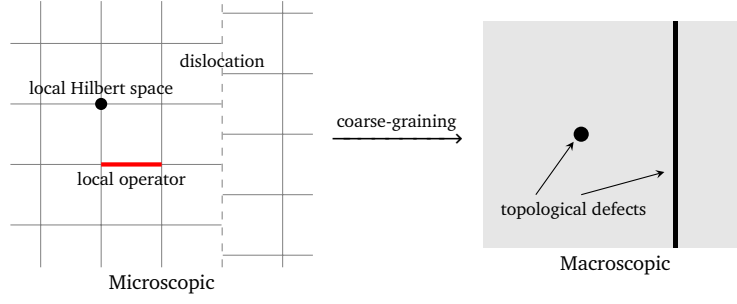 dislocation
local Hilbert space
local operator
Microscopic
coarse-graining
topological defects
Macroscopic